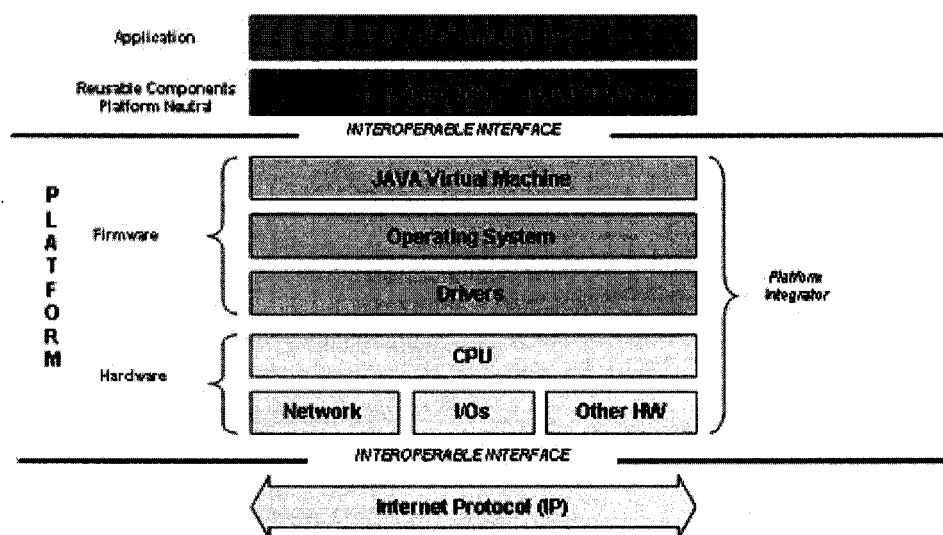 Application
Reusable Components
Platform Neutral
INTEROPERABLE INTERFACE
PLATFORM
Firmware
JAVA Virtual Machine
Operating System
Drivers
Platform
Integrator
Hardware
CPU
Network
I/Os
Other HW
INTEROPERABLE INTERFACE
Internet Protocol (IP)